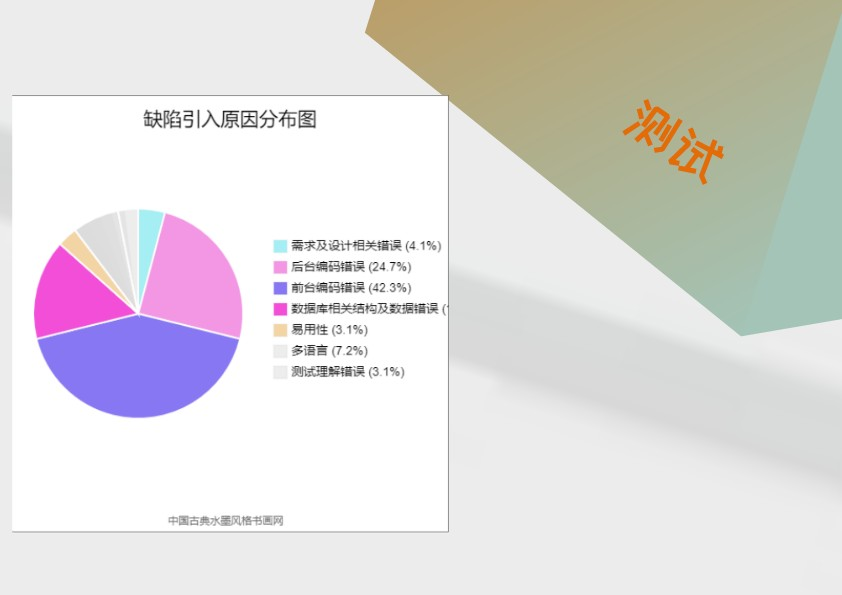 缺陷引入原因分布图
测试
需求及设计相关错误 (4.1%)
后台编码错误 (24.7%)
前台编码错误 (42.3%)
数据库相关结构及数据错误 (
易用性 (3.1%)
多语言 (7.2%)
测试理解错误 (3.1%)
中国古典水墨风格书画网